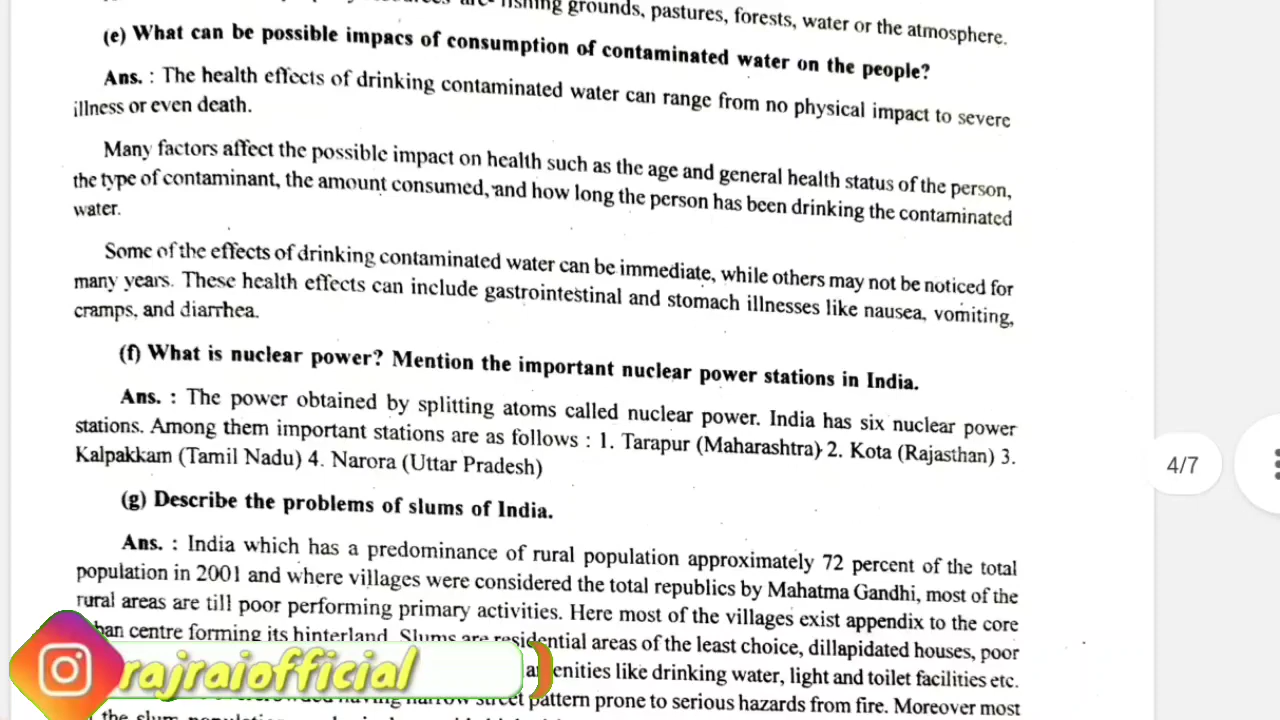 fishing grounds, pastures, forests, water or the atmosphere.
(e) What can be possible impacs of consumption of contaminated water on the people?
Ans. : The health effects of drinking contaminated water can range from no physical impact to severe
illness or even death.
Many factors affect the possible impact on health such as the age and general health status of the person,
the type of contaminant, the amount consumed, and how long the person has been drinking the contaminated
water.
Some of the effects of drinking contaminated water can be immediate, while others may not be noticed for
many years. These health effects can include gastrointestinal and stomach illnesses like nausea, vomiting,
cramps, and diarrhea.
(f) What is nuclear power? Mention the important nuclear power stations in India.
Ans. : The power obtained by splitting atoms called nuclear power. India has six nuclear power
stations. Among them important stations are as follows : 1. Tarapur (Maharashtra) 2. Kota (Rajasthan) 3.
Kalpakkam (Tamil Nadu) 4. Narora (Uttar Pradesh)
4/7
(g) Describe the problems of slums of India.
Ans. : India which has a predominance of rural population approximately 72 percent of the total
population in 2001 and where villages were considered the total republics by Mahatma Gandhi, most of the
rural areas are till poor performing primary activities. Here most of the villages exist appendix to the core
centre forming its hinterland. Slums are residential areas of the least choice, dillapidated houses, poor
like drinking water, light and toilet facilities etc.
rajraiofficial
having narrow street pattern prone to serious hazards from fire. Moreover most
the slum